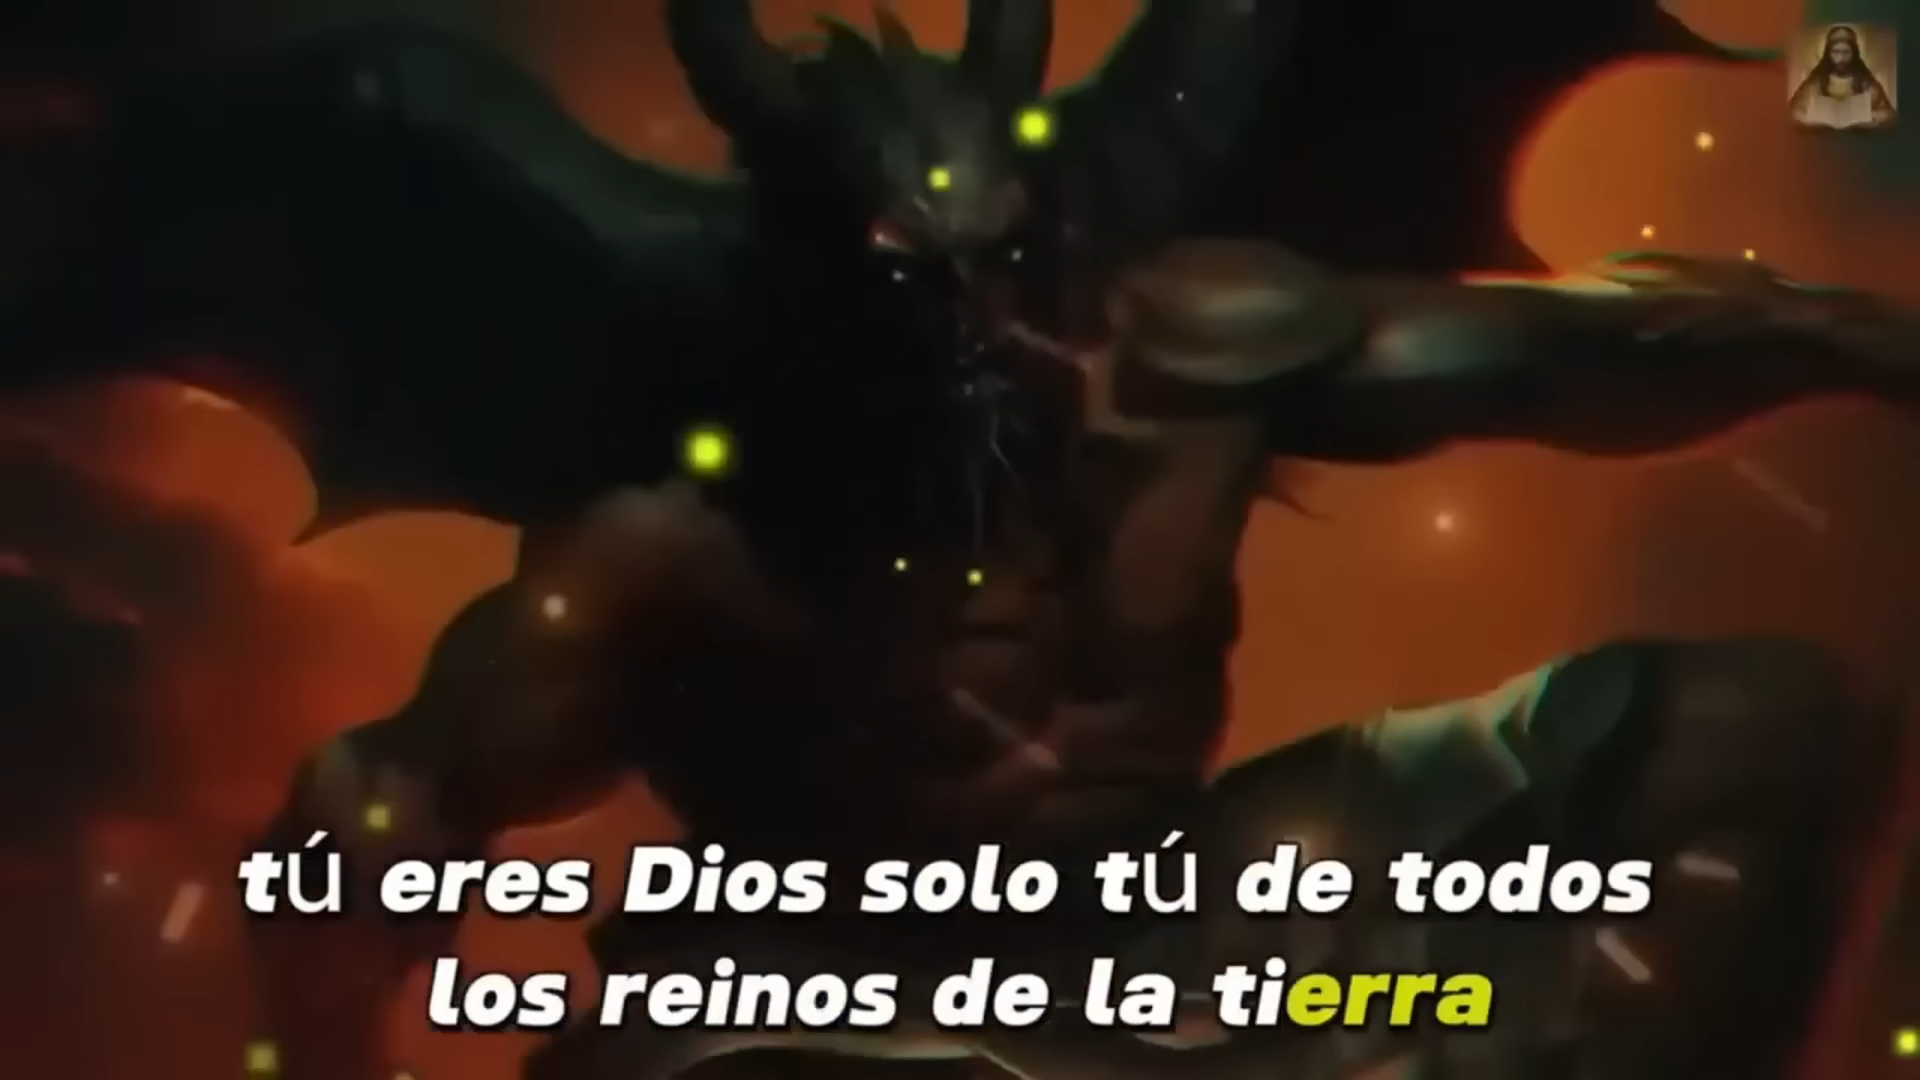 tú eres Dios solo tú de todos
los reinos de la tierra